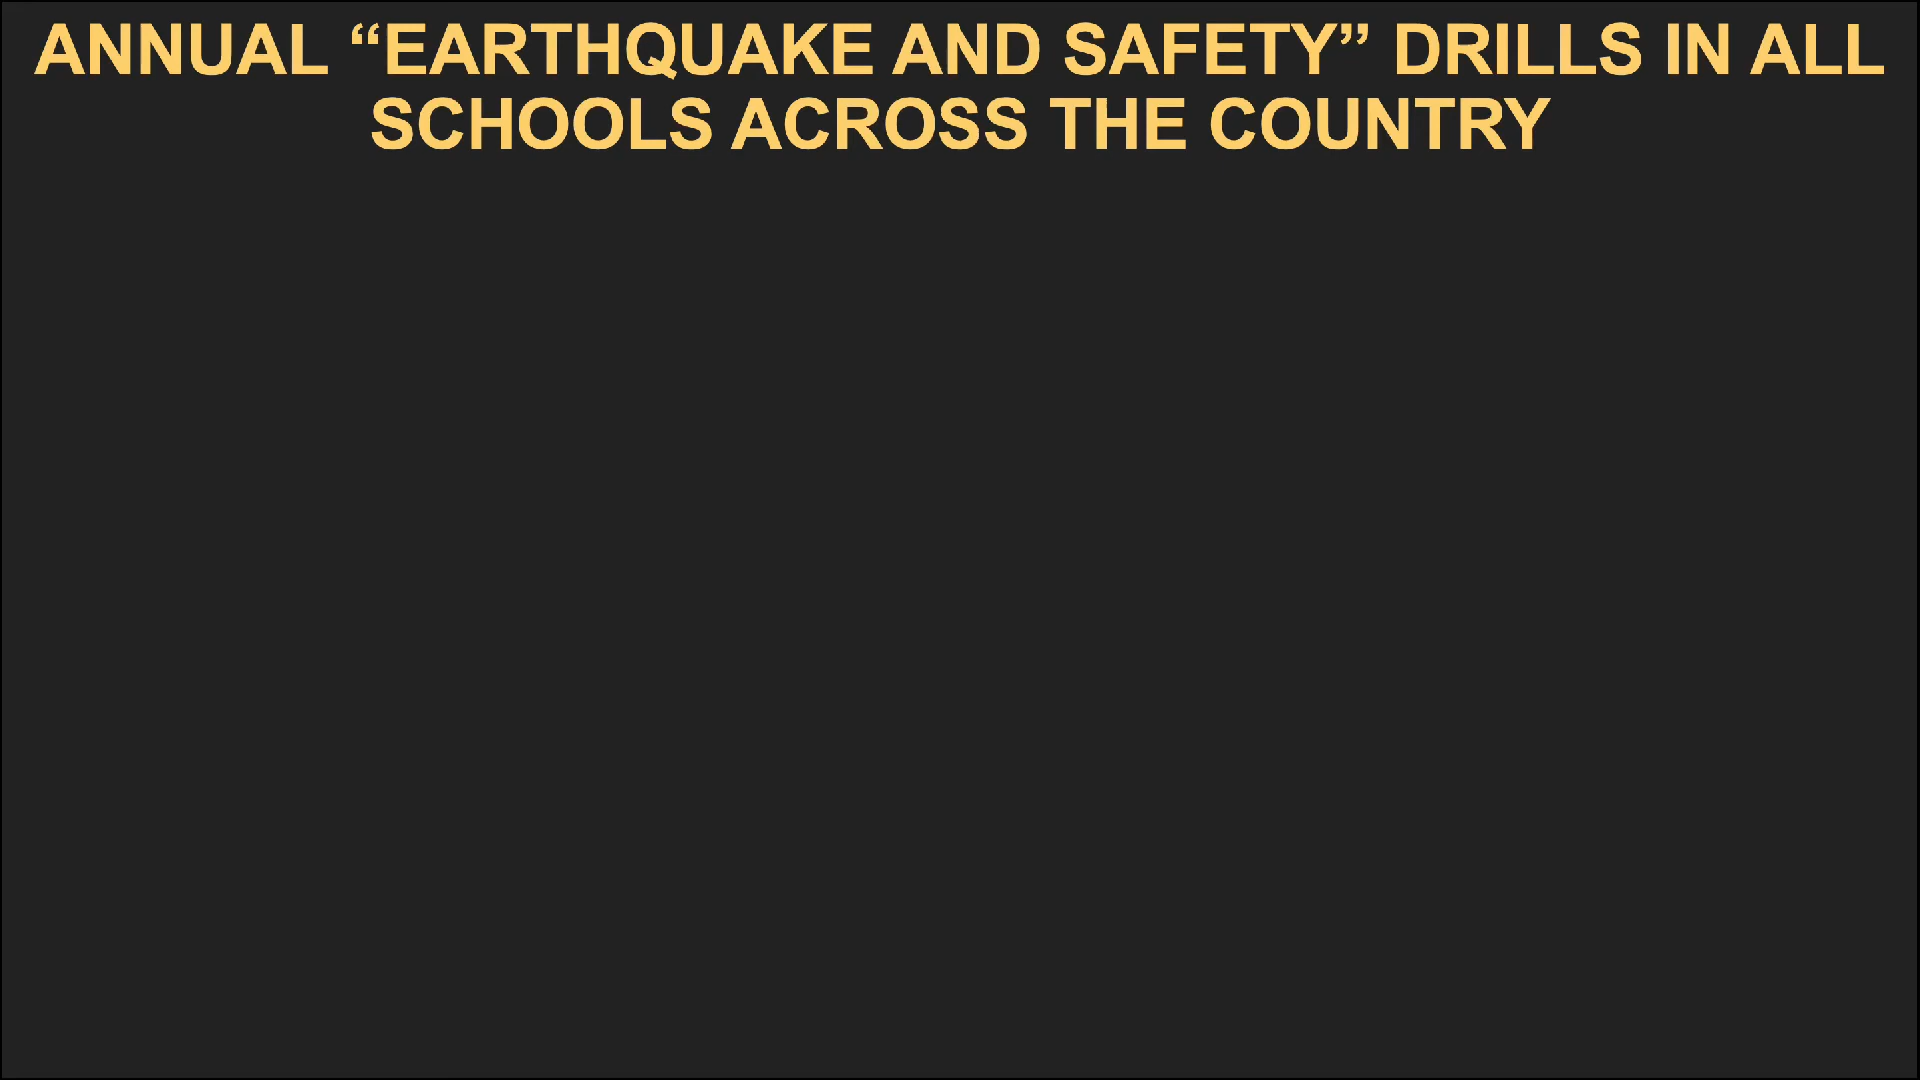 ANNUAL “EARTHQUAKE AND SAFETY” DRILLS IN ALL
SCHOOLS ACROSS THE COUNTRY